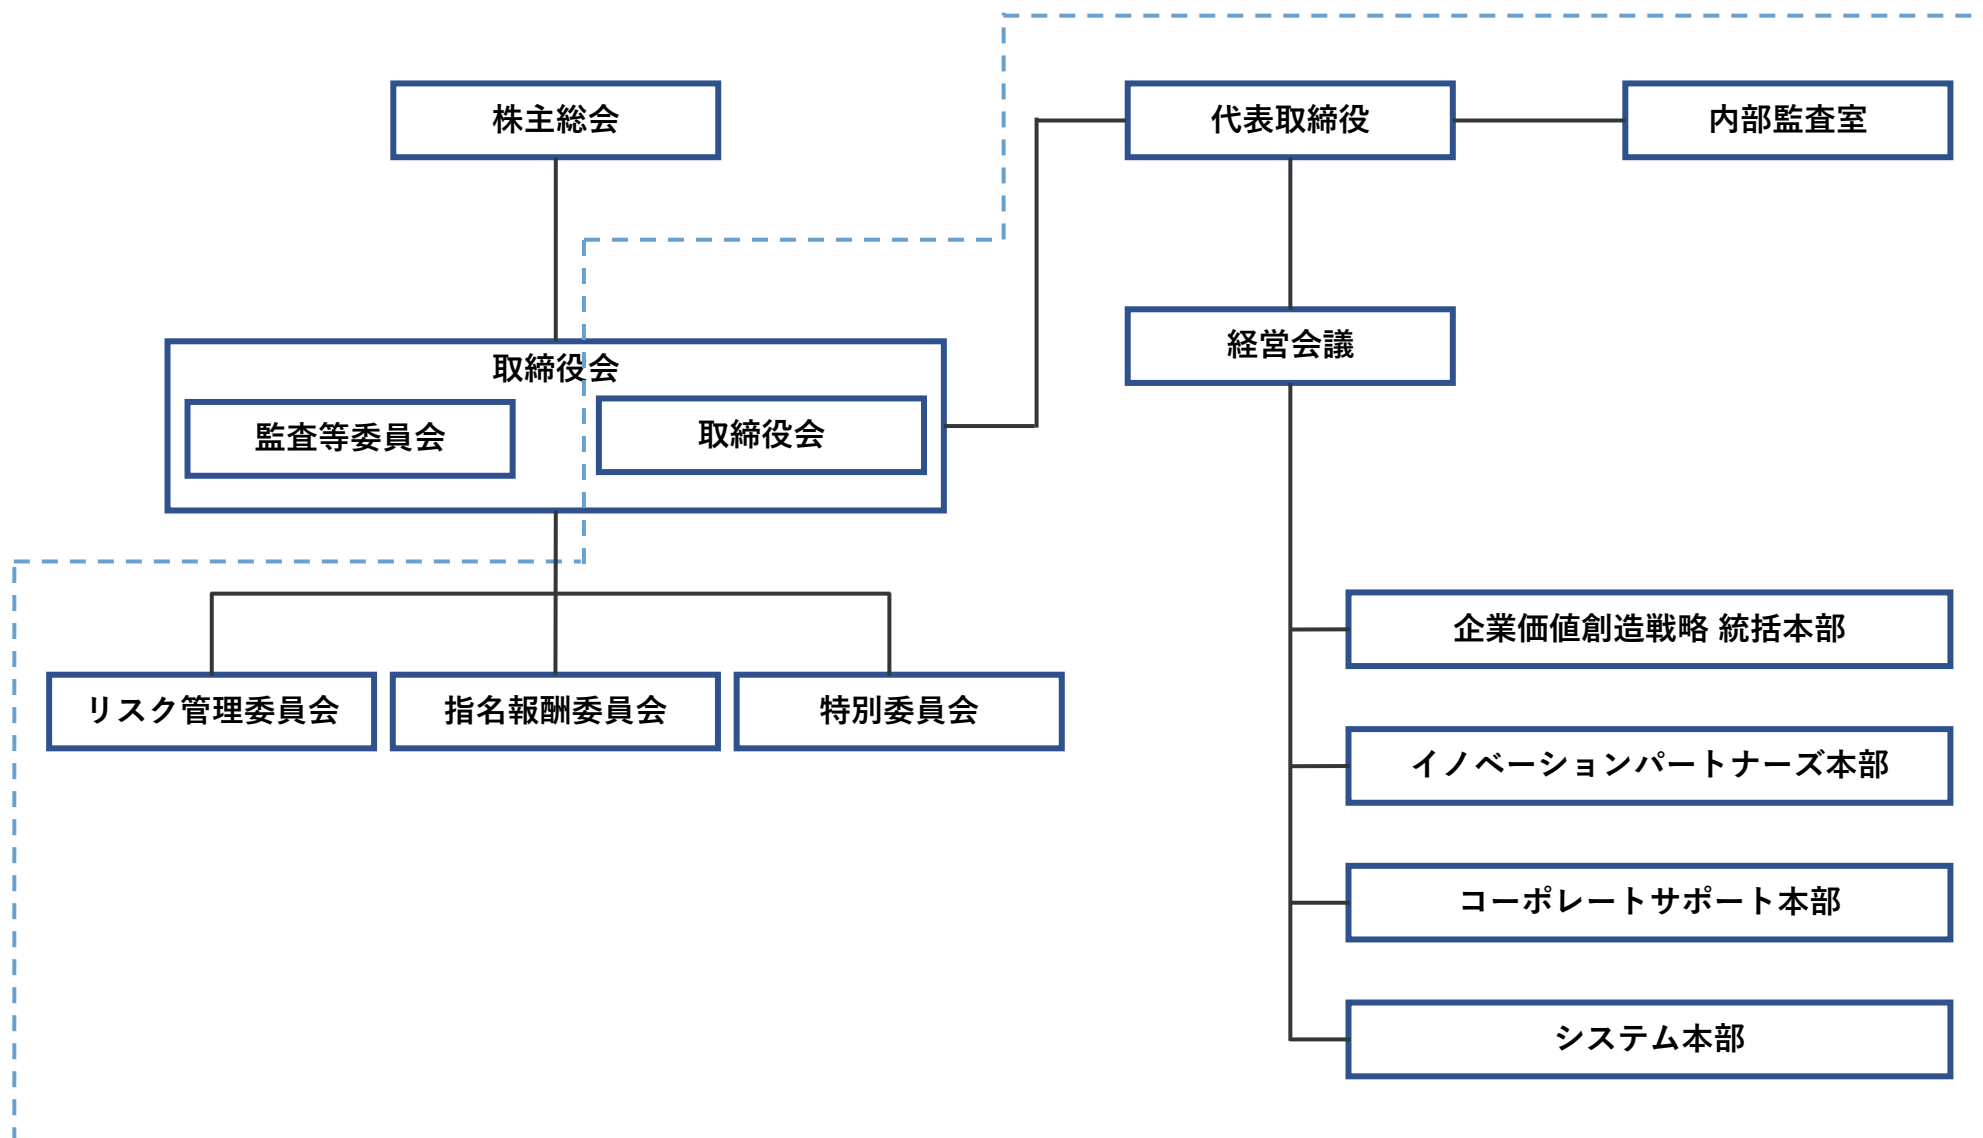 株主総会
代表取締役
内部監査室
経営会議
取締役会
監査等委員会
取締役会
企業価値創造戦略 統括本部
リスク管理委員会
指名報酬委員会
特別委員会
イノベーションパートナーズ本部
コーポレートサポート本部
システム本部